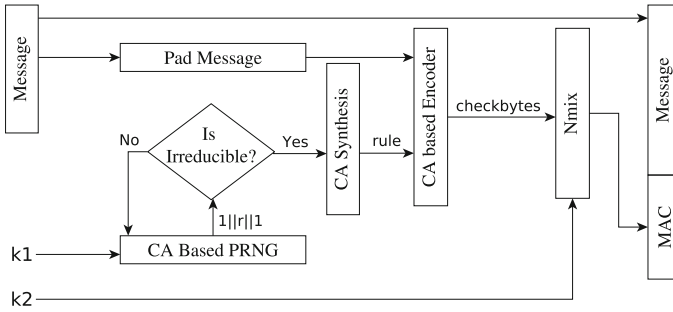 Message
Pad Message
Is
Irreducible?
No
Yes
1||r||1
CA Based PRNG
k1
k2
CA Synthesis
rule
CA based Encoder
checkbytes
Nmix
Message
MAC